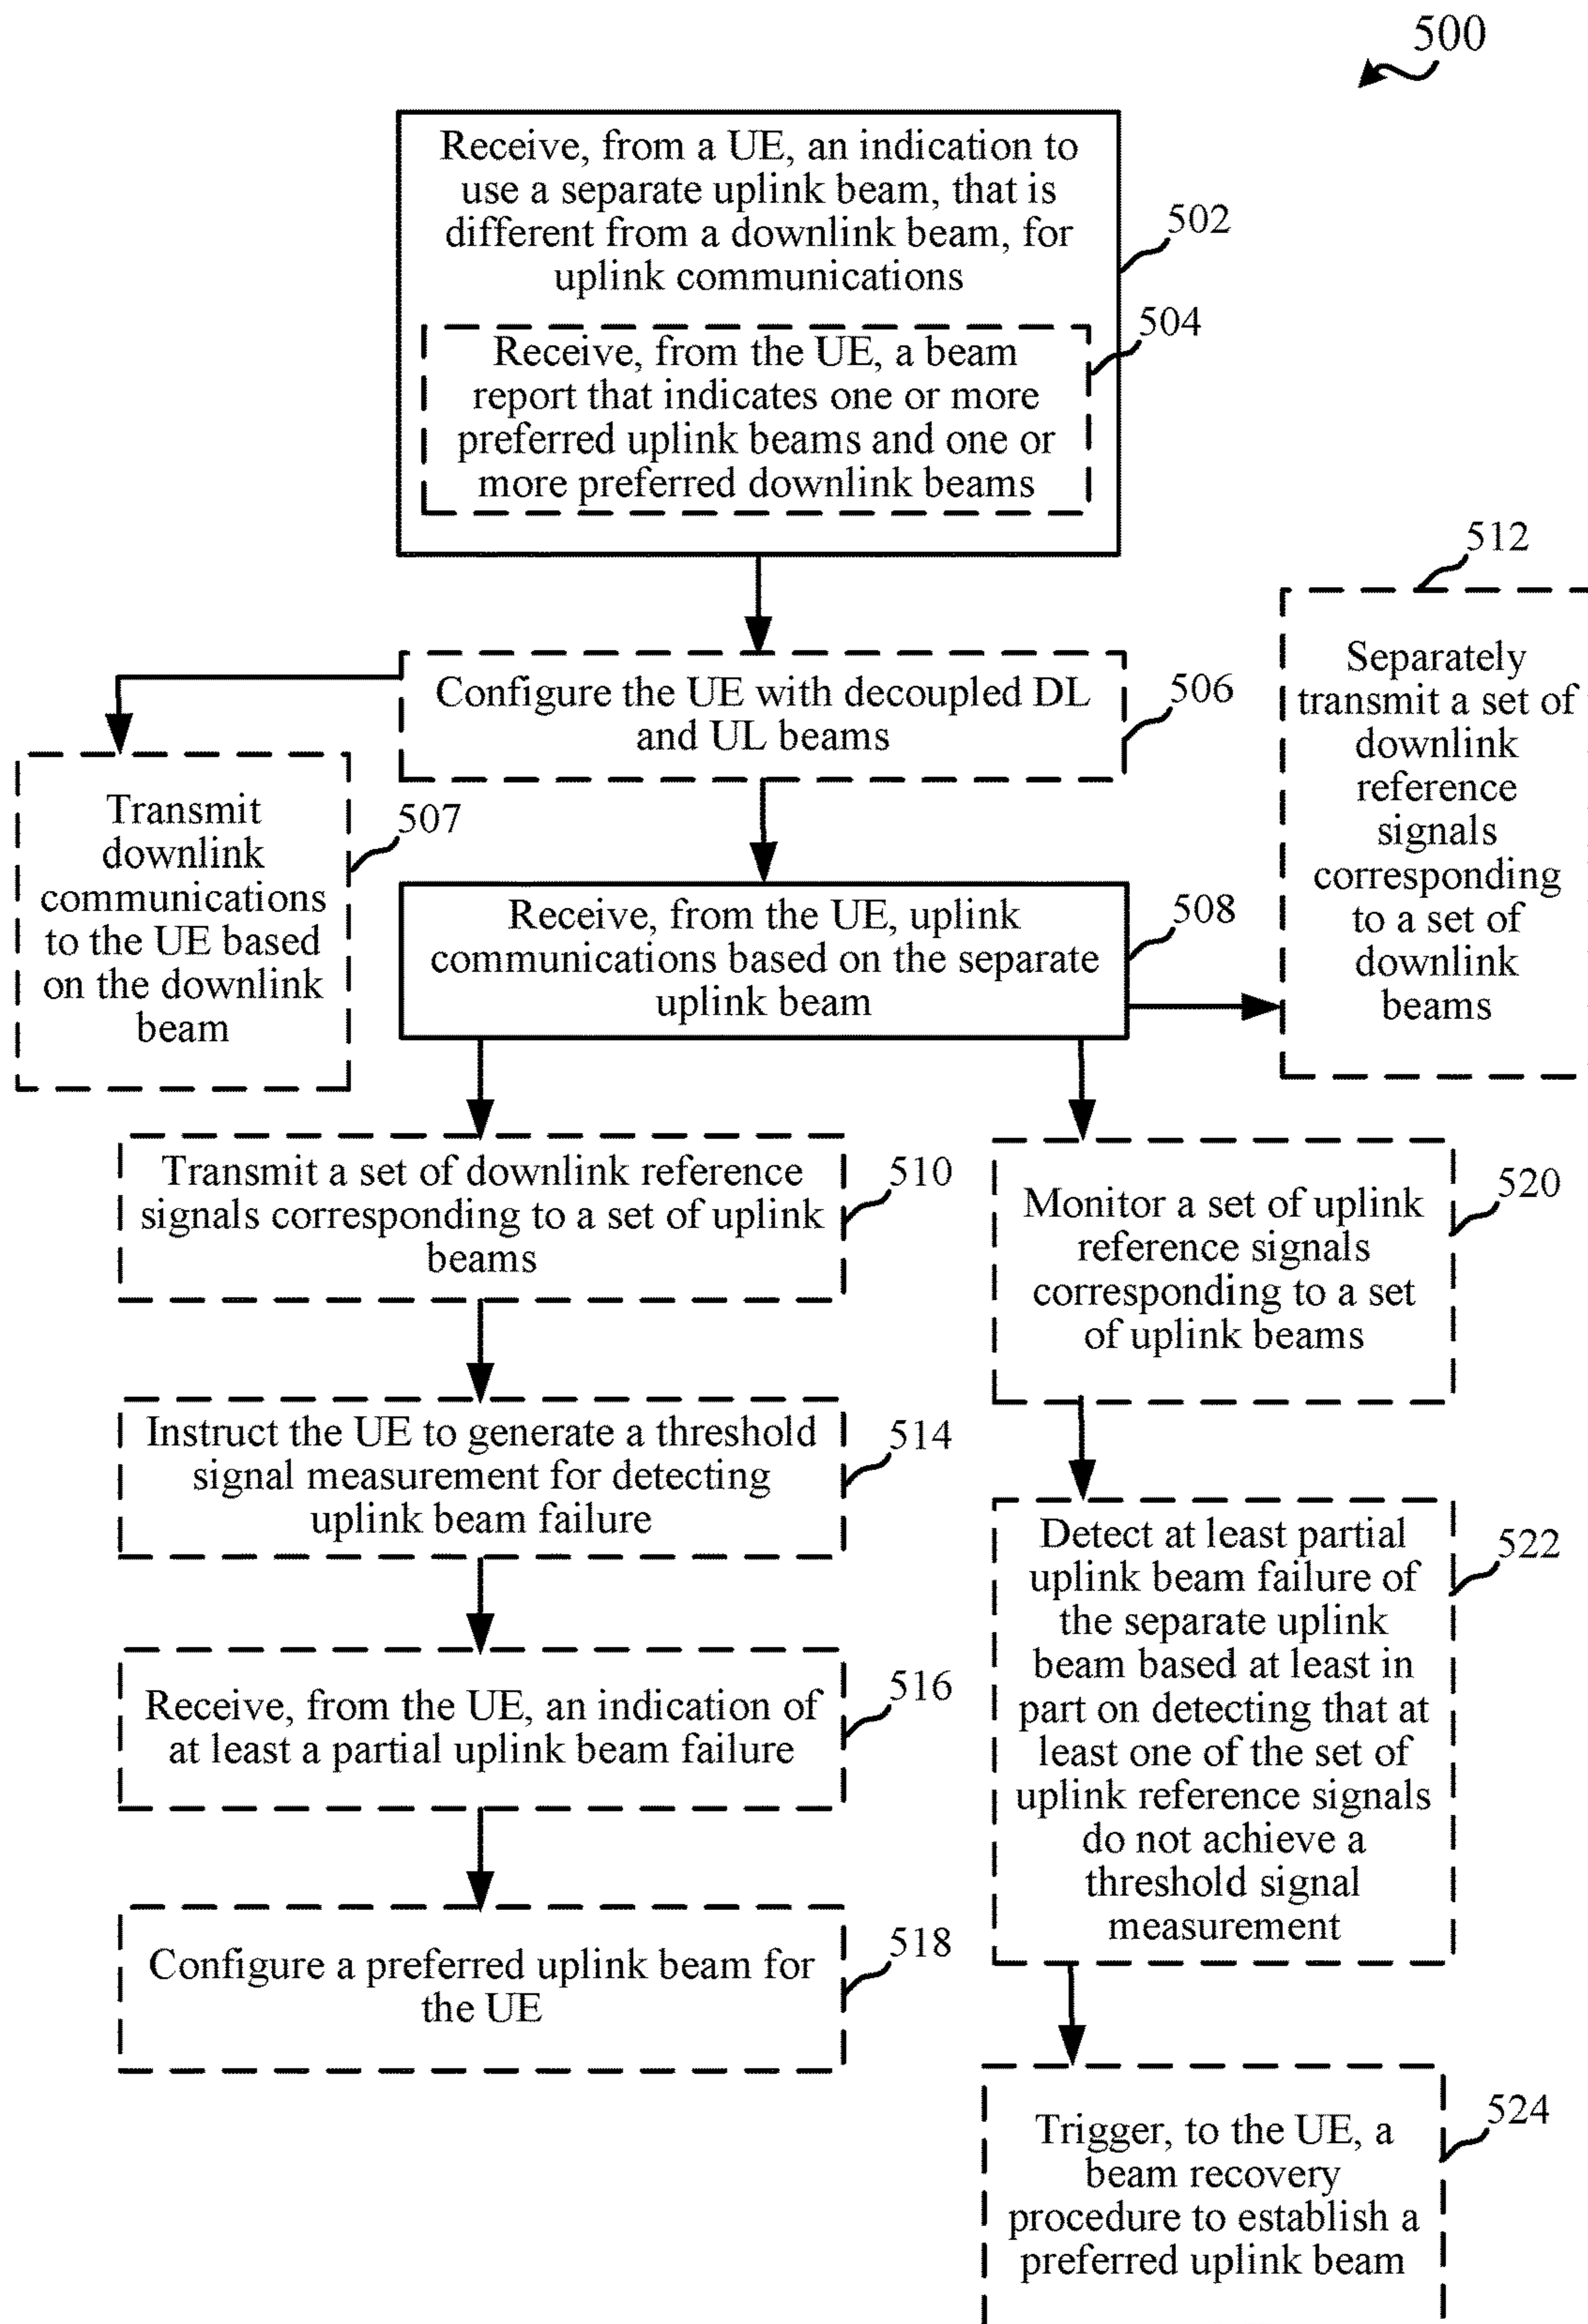 500
Receive, from a UE, an indication to
use a separate uplink beam, that is
different from a downlink beam, for
uplink communications
502
504
Receive, from the UE, a beam
report that indicates one or more
preferred uplink beams and one or
more preferred downlink beams
512
Separately
transmit a set of
downlink
reference
signals
corresponding
to a set of
downlink
beams
Configure the UE with decoupled DL
and UL beams
506
Transmit
downlink
communications
to the UE based
on the downlink
beam
507
Receive, from the UE, uplink
communications based on the separate
uplink beam
508
Transmit a set of downlink reference
signals corresponding to a set of uplink
beams
510
Instruct the UE to generate a threshold
signal measurement for detecting
uplink beam failure
514
Receive, from the UE, an indication of
at least a partial uplink beam failure
516
Configure a preferred uplink beam for
the UE
518
Monitor a set of uplink
reference signals
corresponding to a set
of uplink beams
520
Detect at least partial
uplink beam failure of
the separate uplink
beam based at least in
part on detecting that at
least one of the set of
uplink reference signals
do not achieve a
threshold signal
measurement
522
Trigger, to the UE, a
beam recovery
procedure to establish a
preferred uplink beam
524